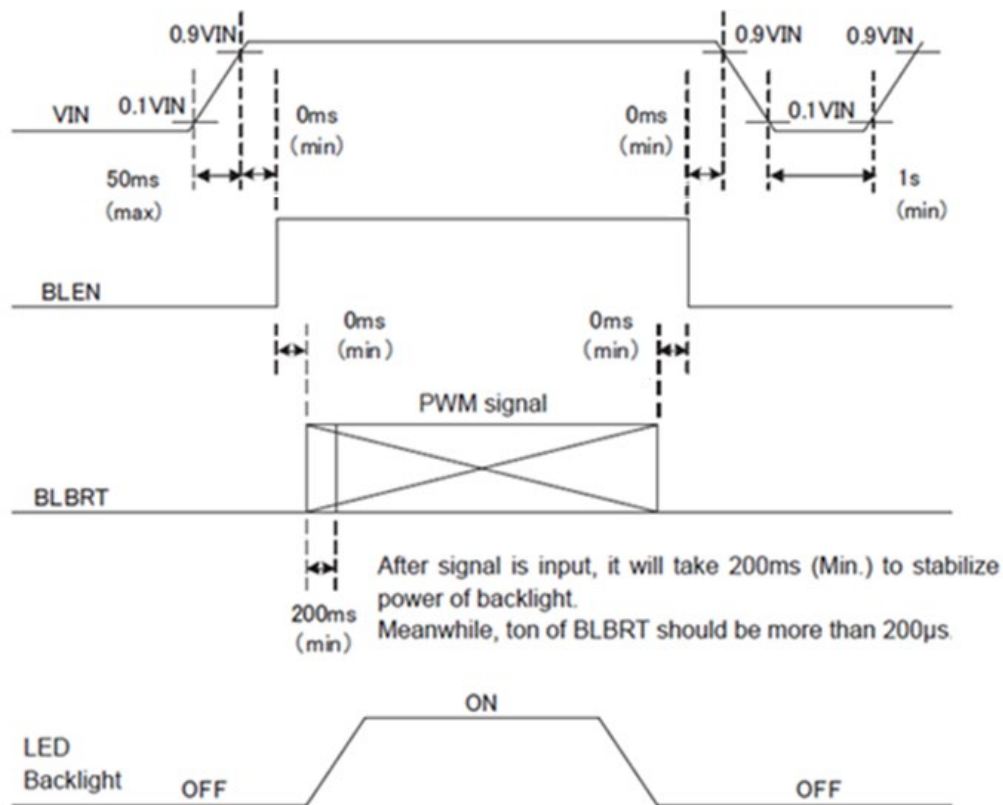 0.9VIN
0.9VIN
0.9VIN
0.1VIN
0.1VIN
VIN
0ms
(min)
0ms
(min)
50ms
(max)
1s
(min)
BLEN
0ms
(min)
0ms
(min)
PWM signal
BLBRT
200ms
(min)
After signal is input, it will take 200ms (Min.) to stabilize
power of backlight.
Meanwhile, ton of BLBRT should be more than 200µs.
ON
LED
Backlight
OFF
OFF